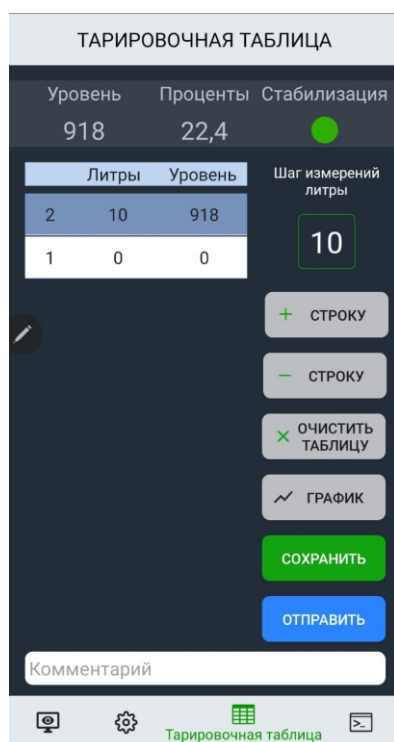 ТАРИРОВОЧНАЯ ТАБЛИЦА
Уровень Проценты Стабилизация
918 22,4
Литры Уровень
2 10 918
1 0 0
Шаг измерений
литры
10
+ СТРОКУ
− СТРОКУ
× ОЧИСТИТЬ
ТАБЛИЦУ
ГРАФИК
СОХРАНИТЬ
ОТПРАВИТЬ
Комментарий
Тарировочная таблица